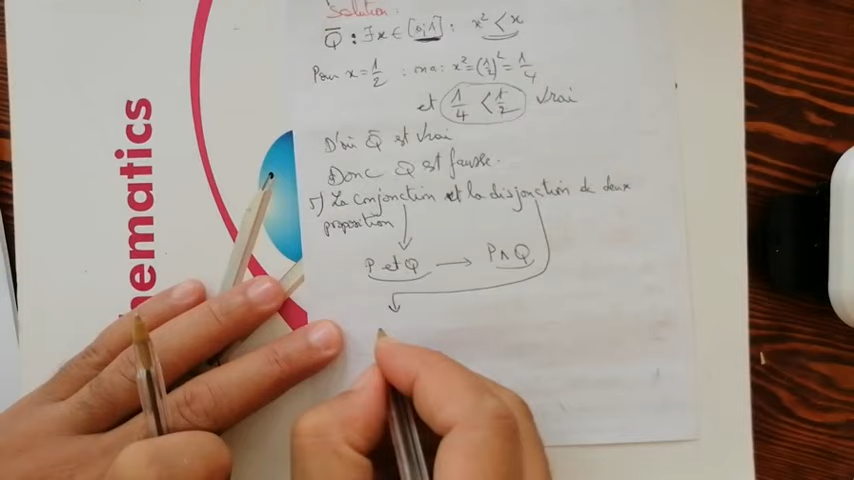 Solution:
Q̄ : ∃x ∈ [0,1] : x² < x
Pour x = 1/2 : on a : x² = (1/2)² = 1/4
et 1/4 < 1/2 Vrai
D'où Q̄ est Vrai
Donc Q est fausse.
5) La conjonction et la disjonction de deux
proposition
P et Q → P ∧ Q
mematics